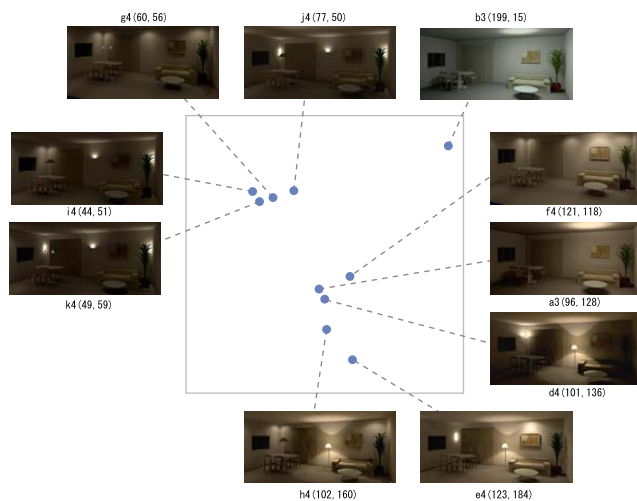 g4(60, 56)
j4(77, 50)
b3(199, 15)
i4(44, 51)
f4(121, 118)
k4(49, 59)
a3(96, 128)
d4(101, 136)
h4(102, 160)
e4(123, 184)